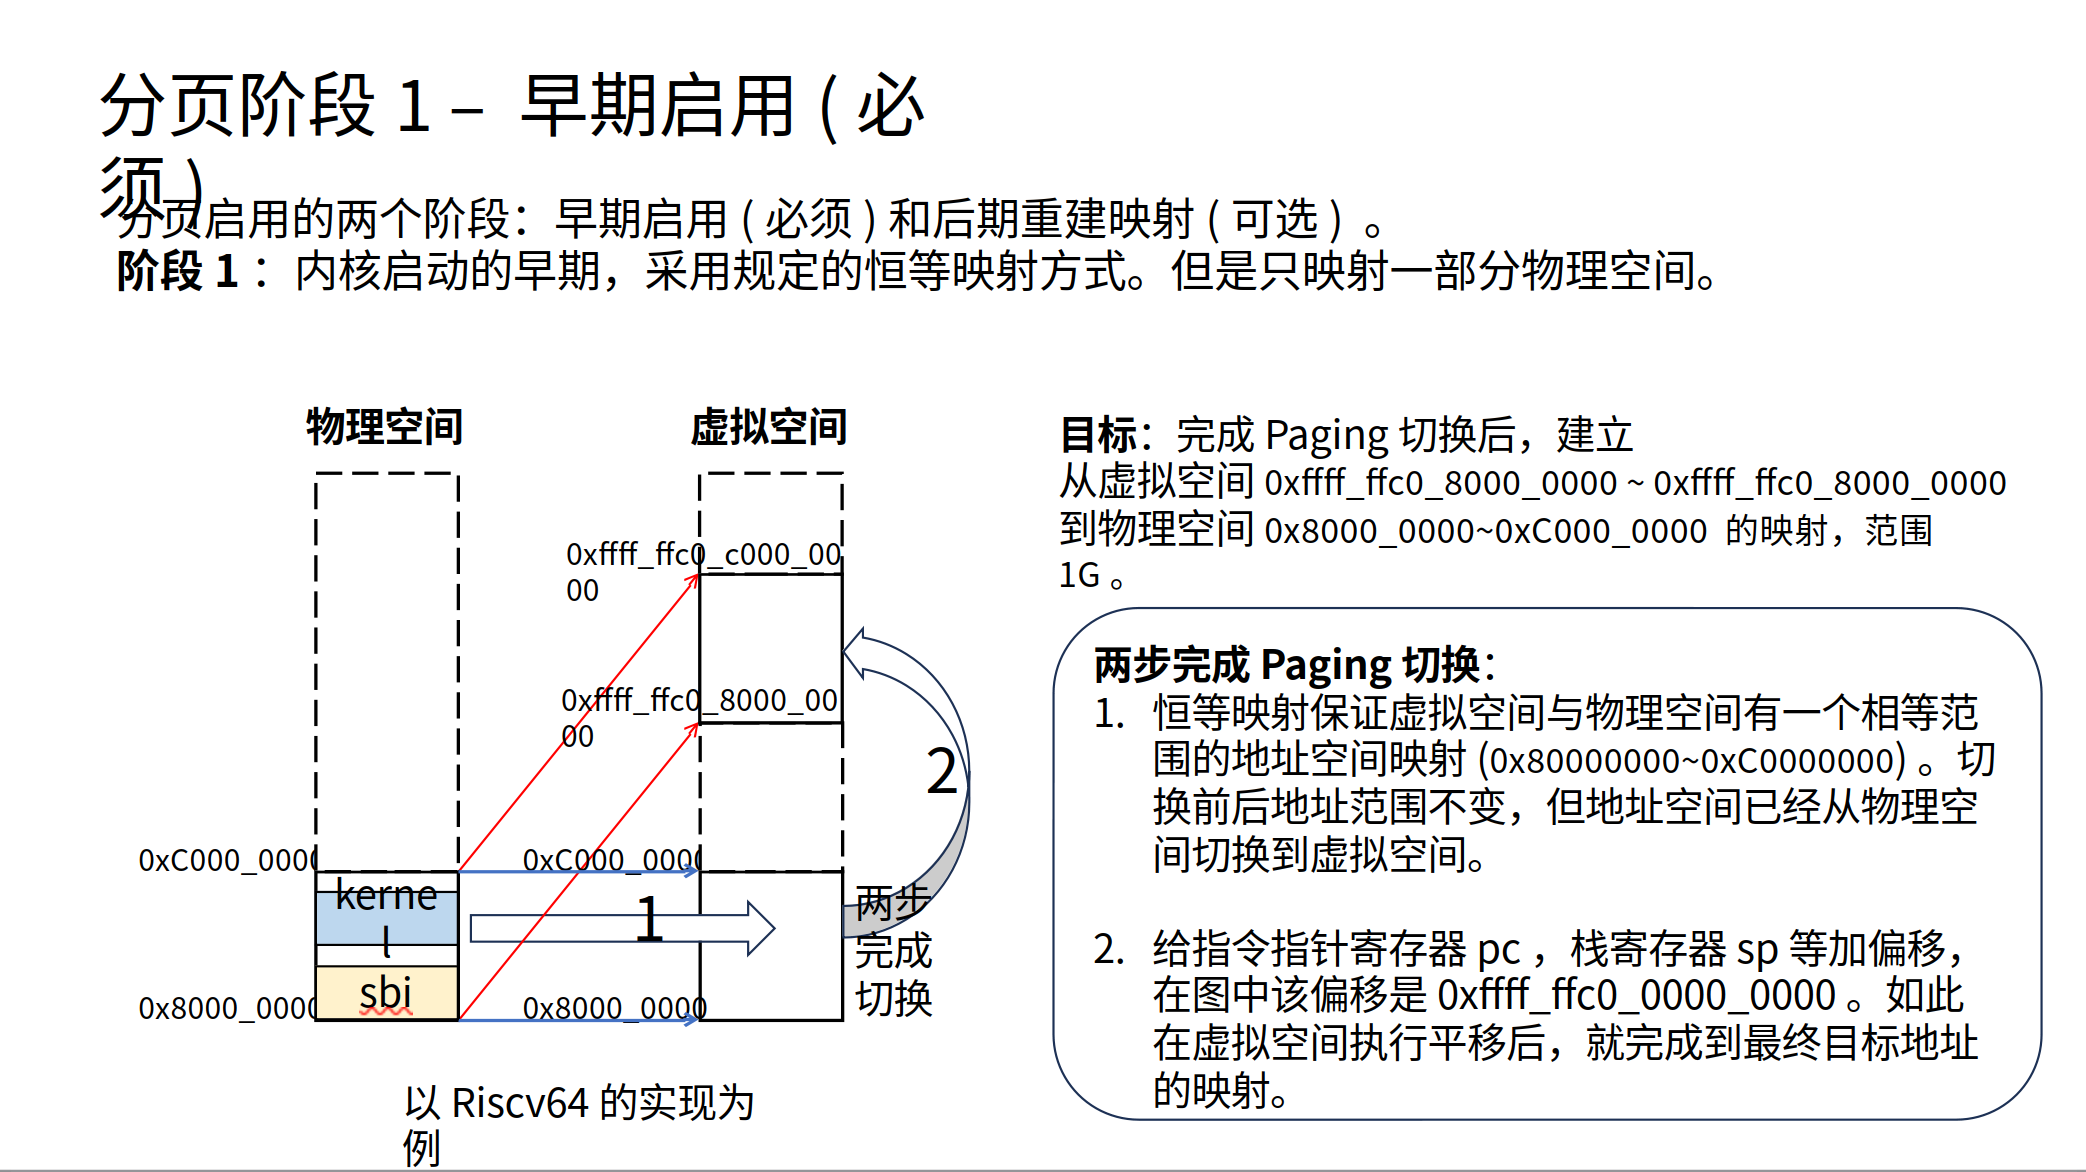 分页阶段 1 – 早期启用 ( 必
须 )
分页启用的两个阶段：早期启用 ( 必须 ) 和后期重建映射 ( 可选 ) 。
阶段 1 ：内核启动的早期，采用规定的恒等映射方式。但是只映射一部分物理空间。
物理空间
虚拟空间
0xffff_ffc0_c000_00
00
0xffff_ffc0_8000_00
00
2
0xC000_0000
0xC000_0000
kerne
l
1
sbi
0x8000_0000
0x8000_0000
两步
完成
切换
以 Riscv64 的实现为
例
目标：完成 Paging 切换后，建立
从虚拟空间 0xffff_ffc0_8000_0000 ~ 0xffff_ffc0_8000_0000
到物理空间 0x8000_0000~0xC000_0000 的映射，范围
1G 。
两步完成 Paging 切换：
1. 恒等映射保证虚拟空间与物理空间有一个相等范
围的地址空间映射 (0x80000000~0xC0000000) 。切
换前后地址范围不变，但地址空间已经从物理空
间切换到虚拟空间。
2. 给指令指针寄存器 pc ，栈寄存器 sp 等加偏移，
在图中该偏移是 0xffff_ffc0_0000_0000 。如此
在虚拟空间执行平移后，就完成到最终目标地址
的映射。